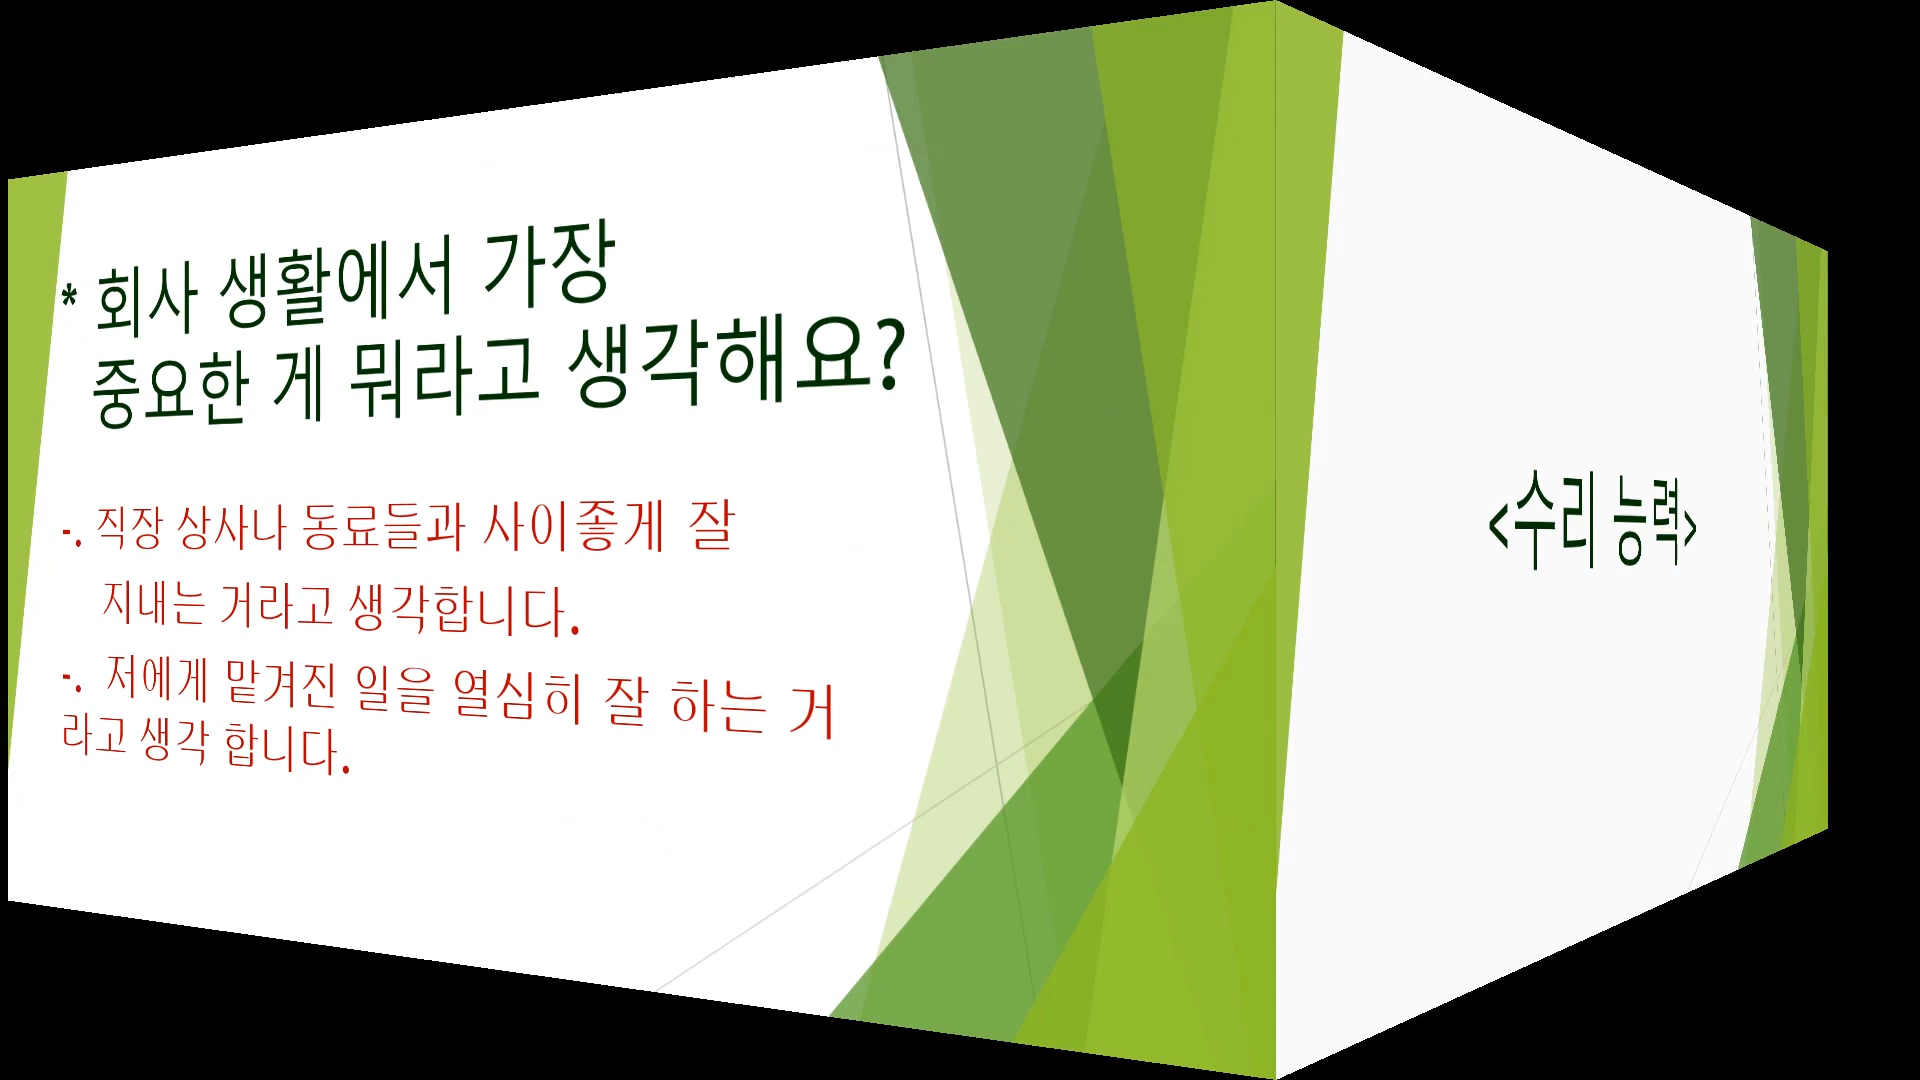 * 회사 생활에서 가장
중요한 게 뭐라고 생각해요?
-. 직장 상사나 동료들과 사이좋게 잘
지내는 거라고 생각합니다.
-. 저에게 맡겨진 일을 열심히 잘 하는 거
라고 생각 합니다.
<수리 능력>